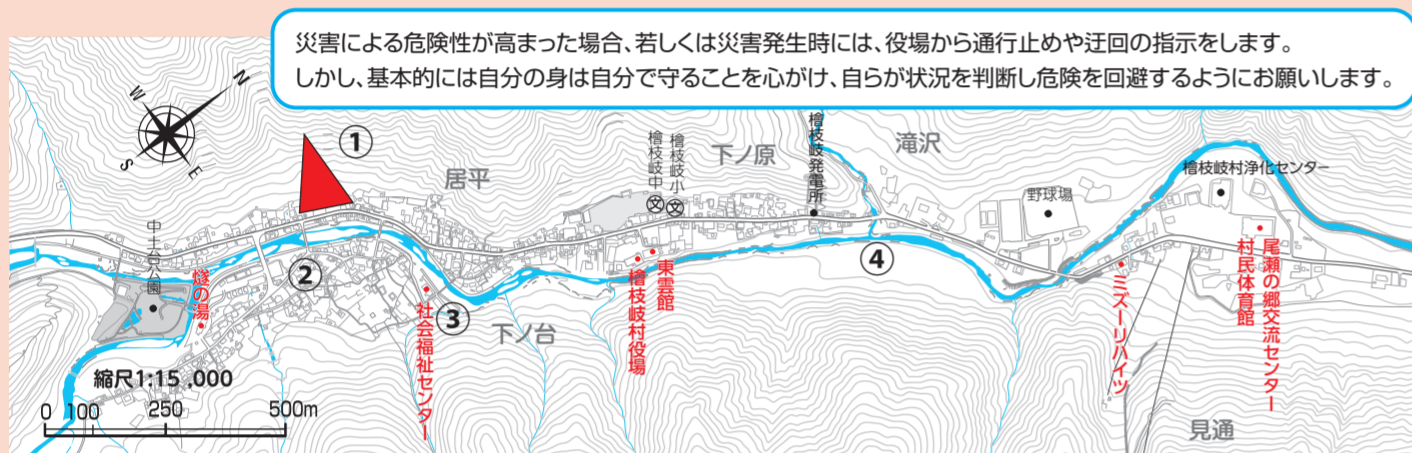 災害による危険性が高まった場合、若しくは災害発生時には、役場から通行止めや迂回の指示をします。
しかし、基本的には自分の身は自分で守ることを心がけ、自らが状況を判断し危険を回避するようにお願いします。
N
W
S
E
①
居平
檜枝岐中
檜枝岐小
文
文
下ノ原
檜枝岐発電所
滝沢
野球場
檜枝岐村浄化センター
中土合公園
燧の湯
②
社会福祉センター
③
下ノ台
檜枝岐村役場
東雲館
④
ミズーリハイツ
村民体育館
尾瀬の郷交流センター
見通
縮尺1:15,000
0 100 250 500m